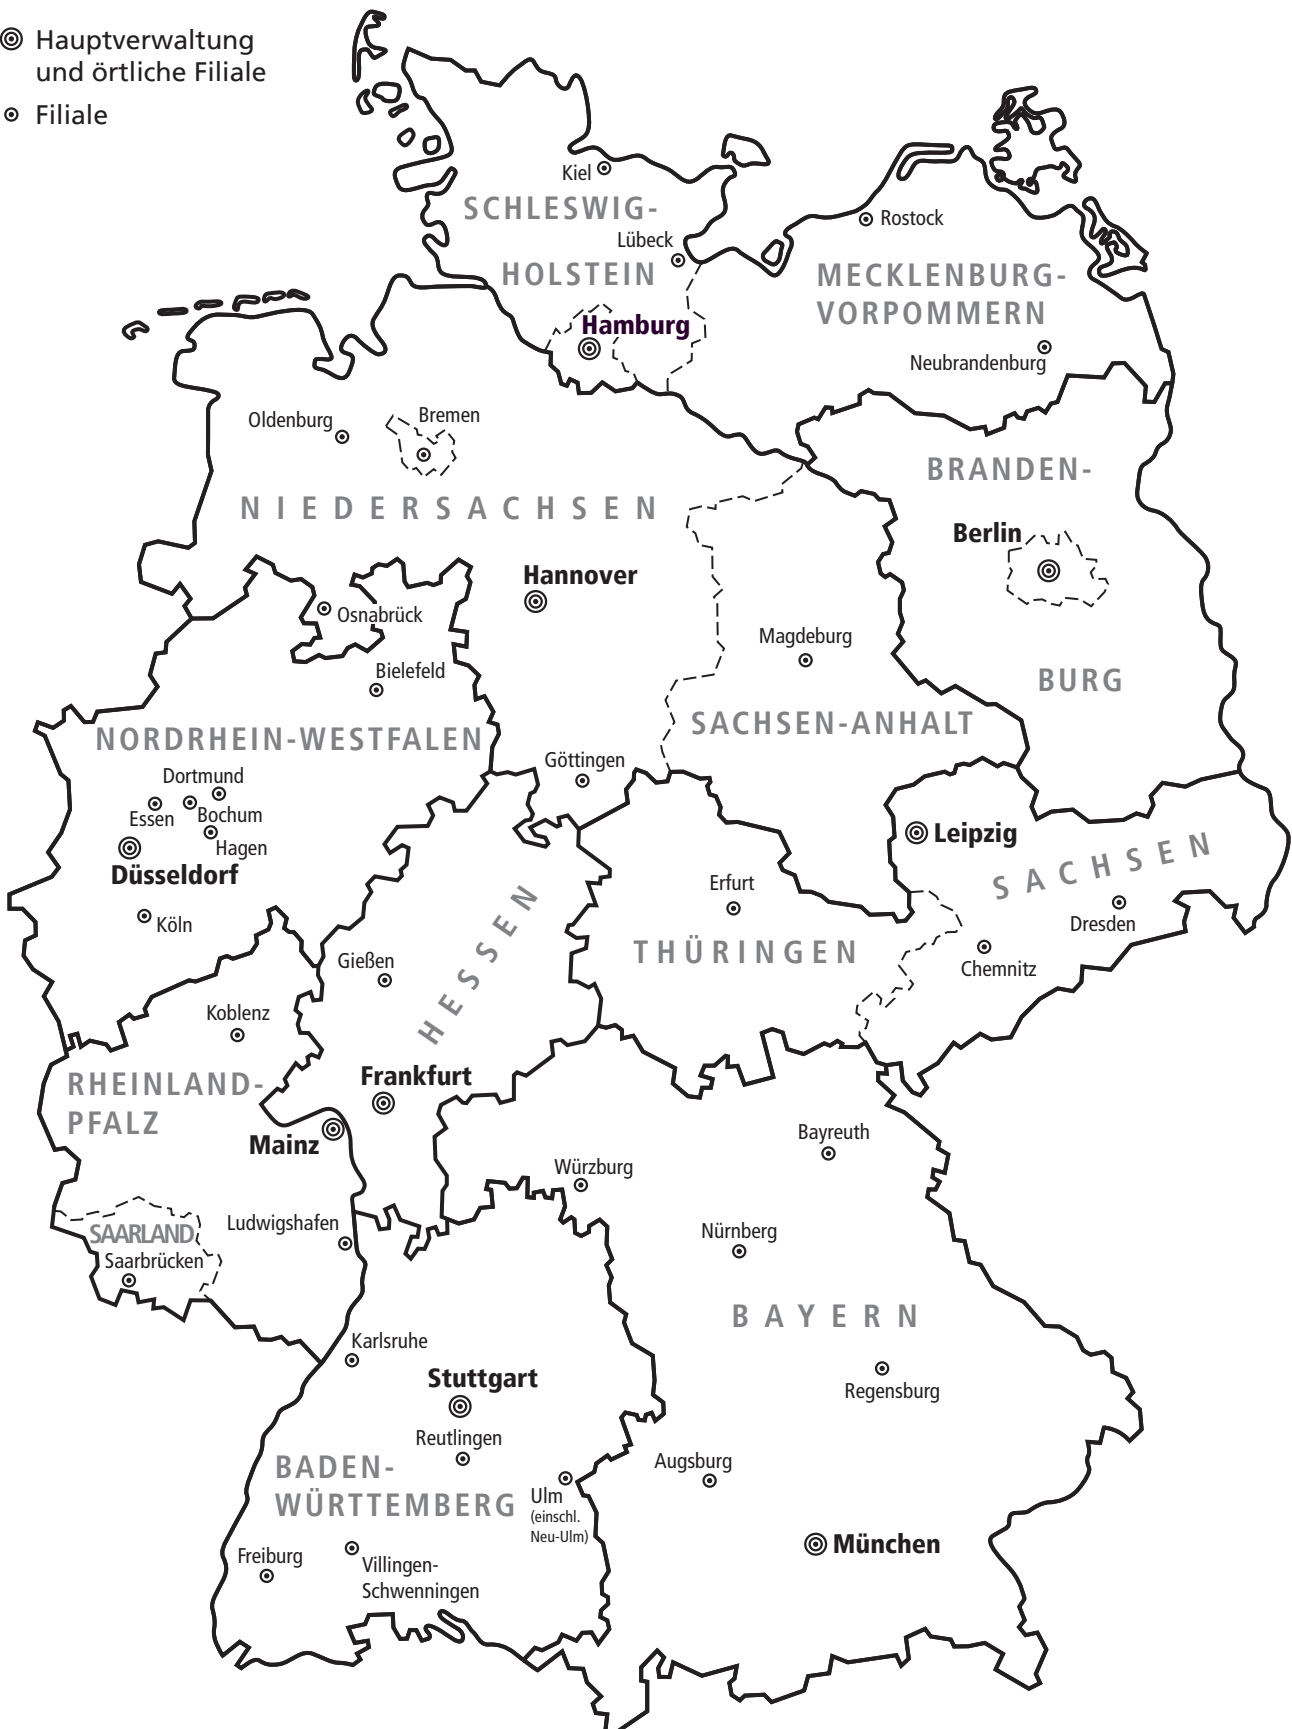 Hauptverwaltung
und örtliche Filiale
Filiale
Kiel
SCHLESWIG-
HOLSTEIN
Lübeck
Hamburg
Rostock
MECKLENBURG-
VORPOMMERN
Neubrandenburg
Oldenburg
Bremen
NIEDERSACHSEN
Hannover
Osnabrück
BRANDEN-
BURG
Berlin
Magdeburg
SACHSEN-ANHALT
Bielefeld
NORDRHEIN-WESTFALEN
Göttingen
Dortmund
Essen
Bochum
Hagen
Düsseldorf
Köln
Leipzig
SACHSEN
Dresden
Chemnitz
Erfurt
THÜRINGEN
HESSEN
Gießen
Koblenz
Frankfurt
RHEINLAND-
PFALZ
Mainz
Bayreuth
Würzburg
Ludwigshafen
SAARLAND
Saarbrücken
Nürnberg
BAYERN
Karlsruhe
Stuttgart
Regensburg
Reutlingen
Augsburg
BADEN-
WÜRTTEMBERG
Ulm
(einschl.
Neu-Ulm)
München
Freiburg
Villingen-
Schwenningen